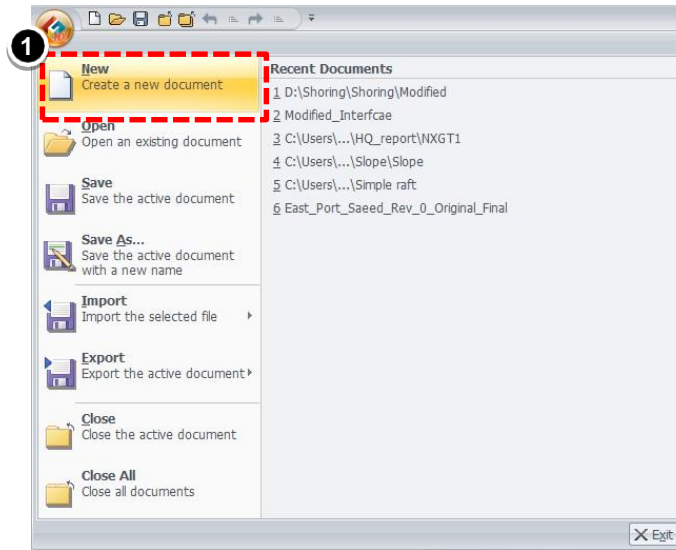 1
New
Create a new document
Open
Open an existing document
Save
Save the active document
Save As...
Save the active document
with a new name
Import
Import the selected file
Export
Export the active document
Close
Close the active document
Close All
Close all documents
Recent Documents
1 D:\Shoring\Shoring\Modified
2 Modified_Interfcae
3 C:\Users\...\HQ_report\NXGT1
4 C:\Users\...\Slope\Slope
5 C:\Users\...\Simple raft
6 East_Port_Saeed_Rev_0_Original_Final
Exit